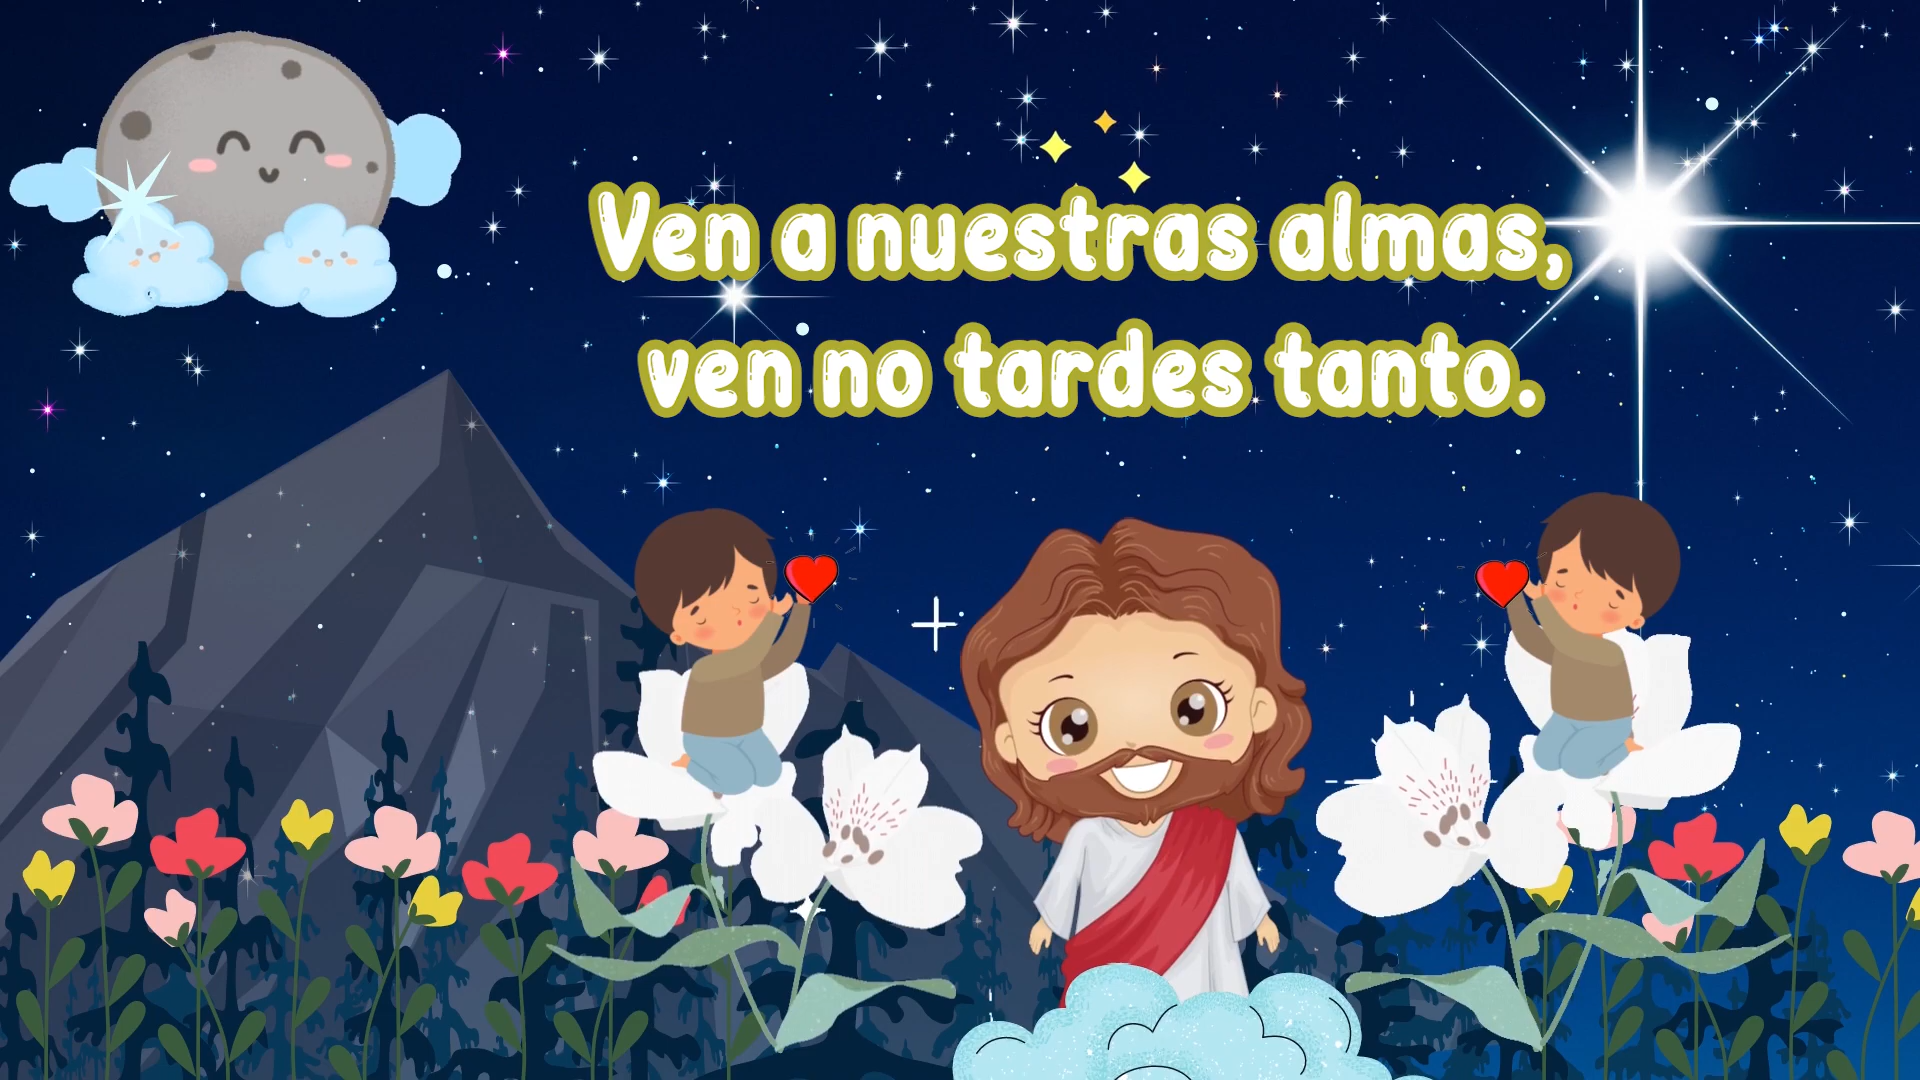 Ven a nuestras almas,
ven no tardes tanto.